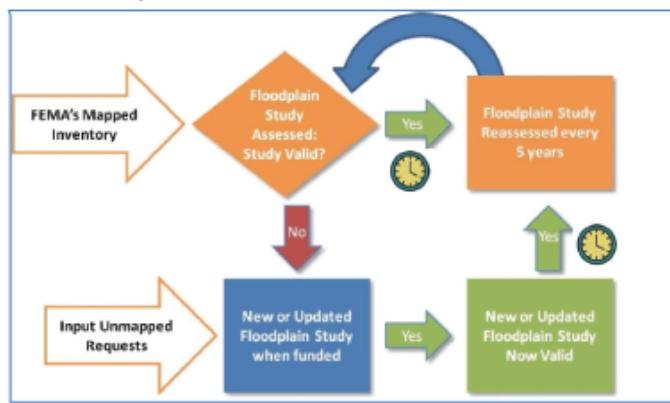 FEMA's Mapped
Inventory
Floodplain
Study
Assessed:
Study Valid?
Yes
Floodplain Study
Reassessed every
5 years
No
Yes
Input Unmapped
Requests
New or Updated
Floodplain Study
when funded
Yes
New or Updated
Floodplain Study
Now Valid